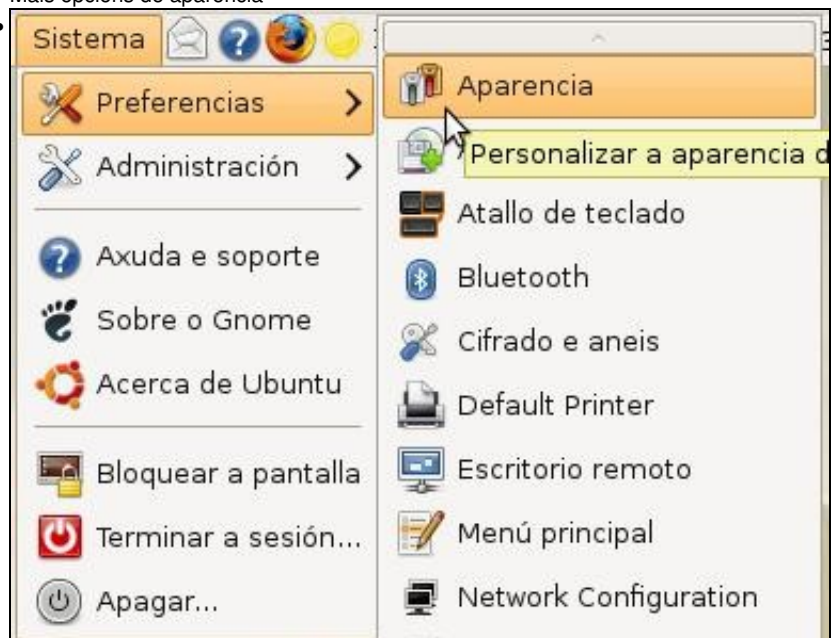 Máis opcións de aparencia
Sistema
Preferencias
Administración
Axuda e soporte
Sobre o Gnome
Acerca de Ubuntu
Bloquear a pantalla
Terminar a sesión...
Apagar...
Aparencia
Personalizar a aparencia d
Atallo de teclado
Bluetooth
Cifrado e aneis
Default Printer
Escritorio remoto
Menú principal
Network Configuration